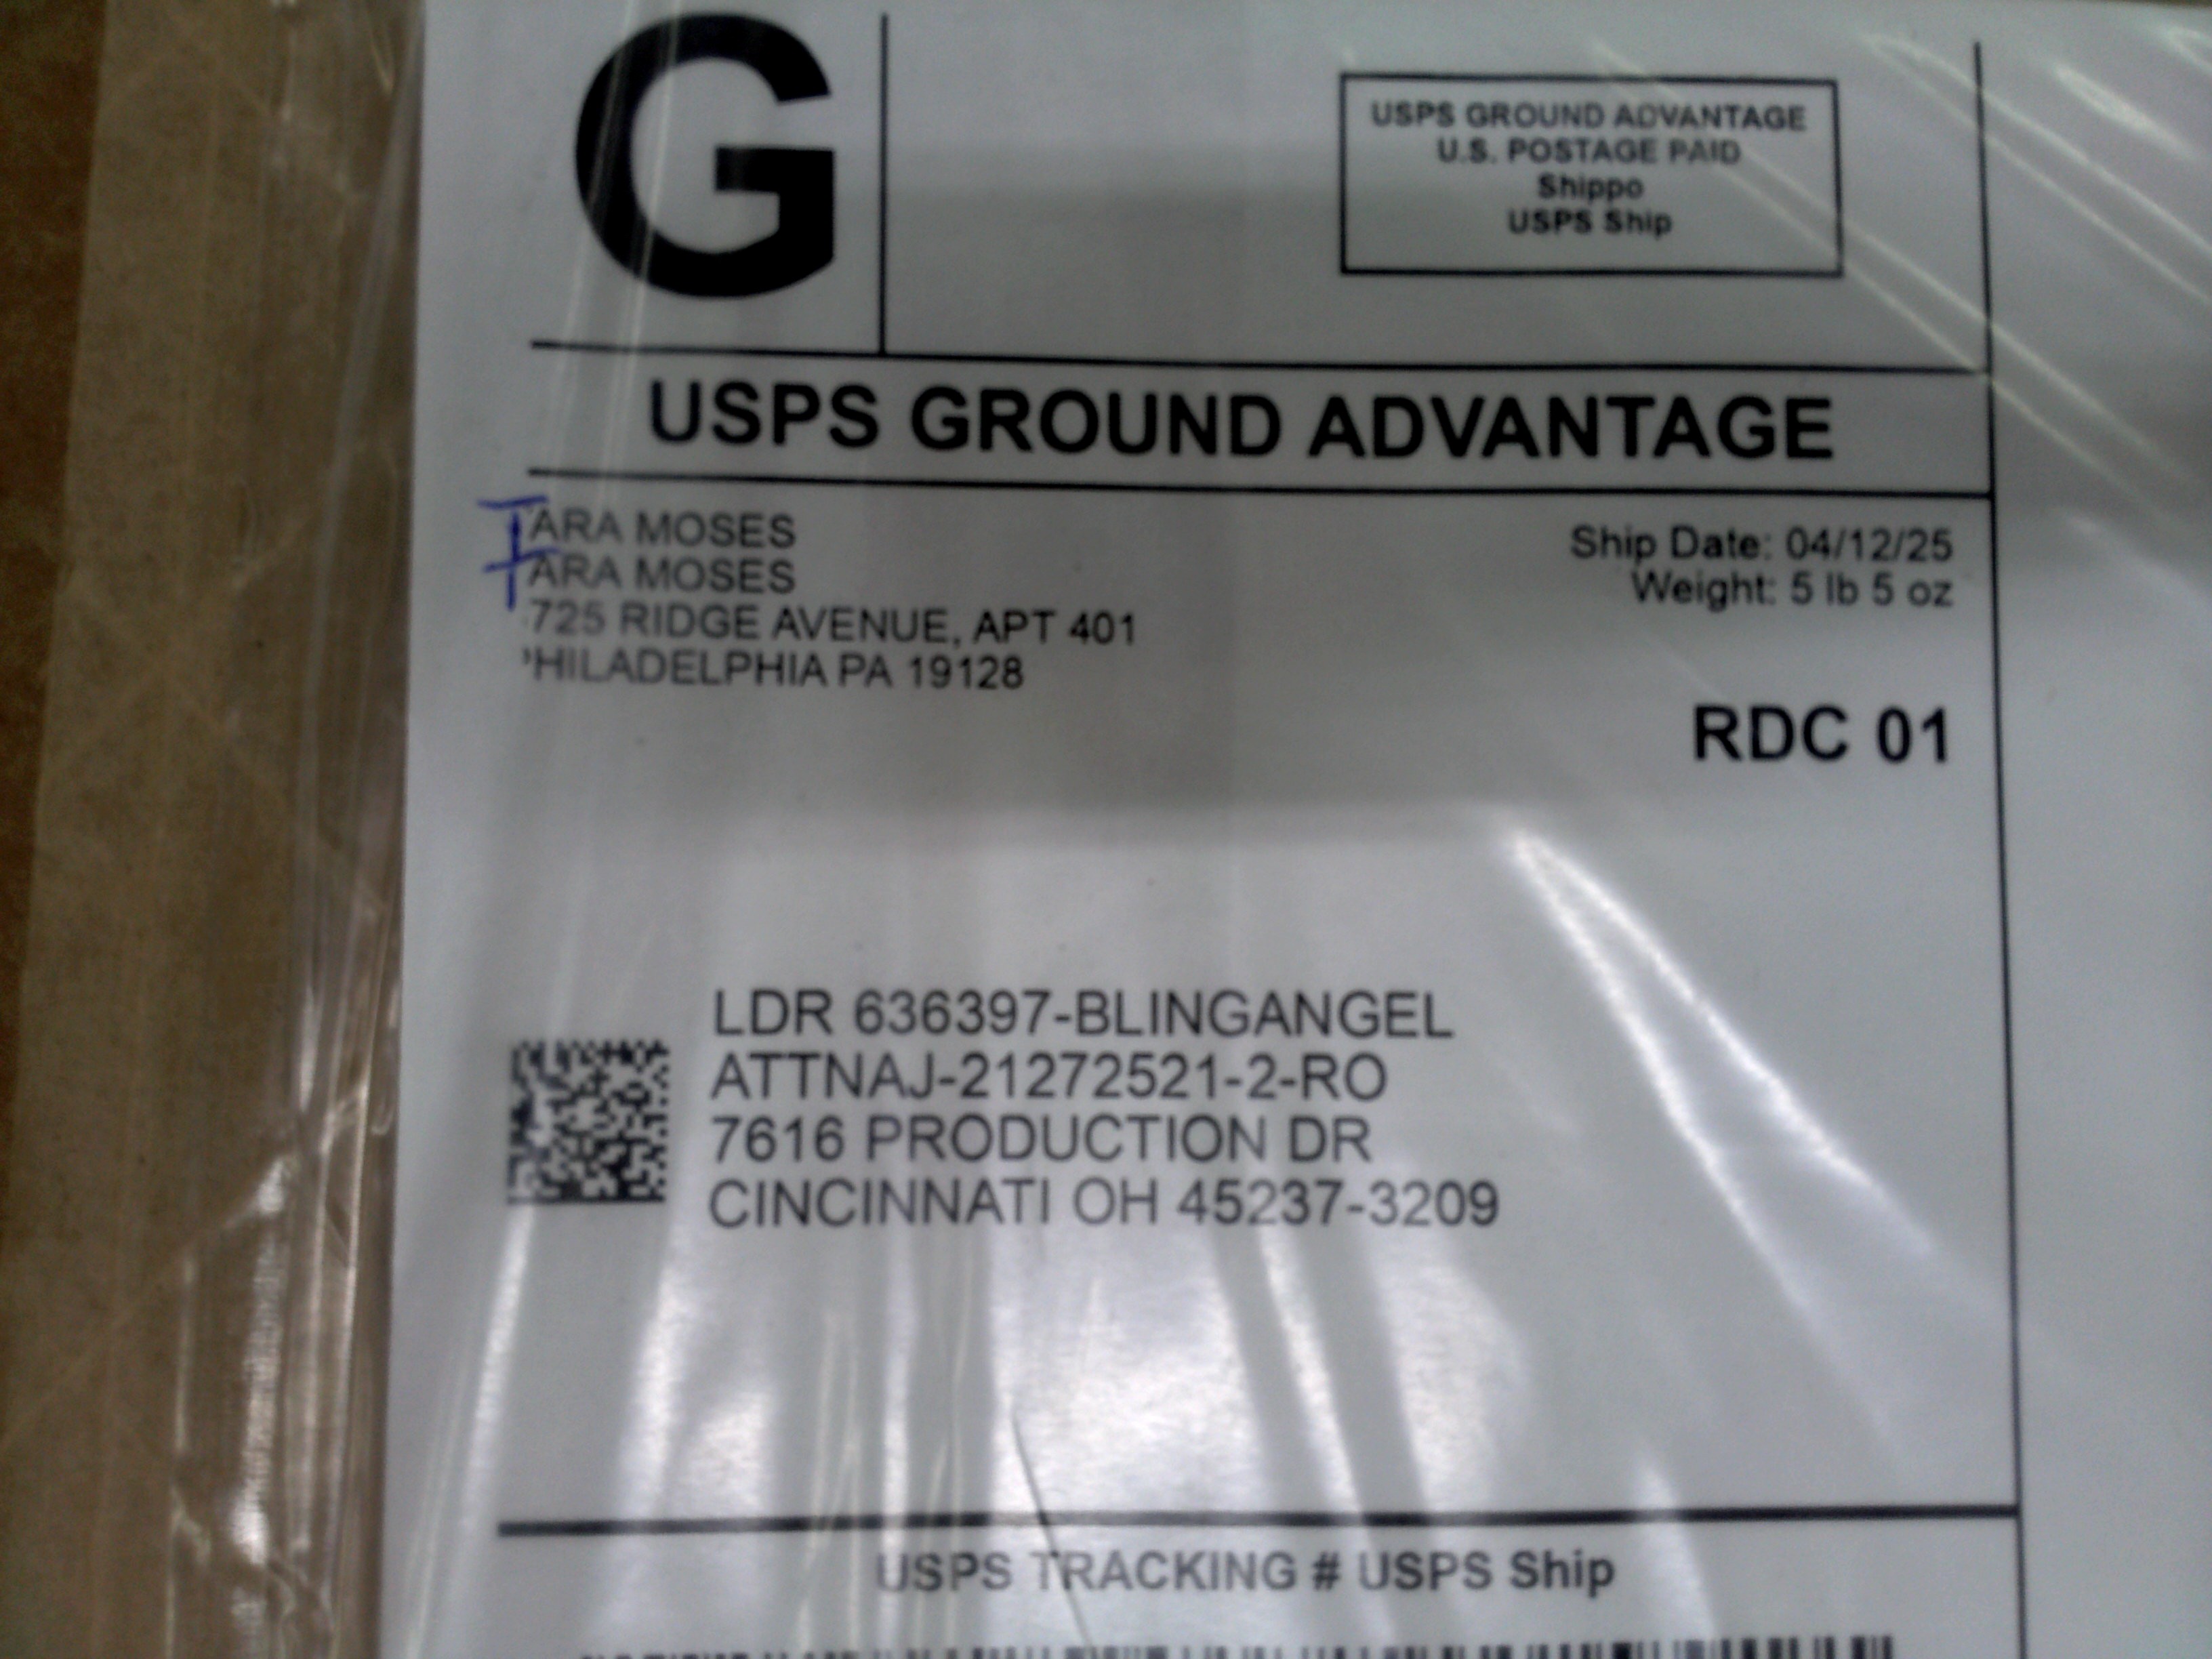 G
USPS GROUND ADVANTAGE
U.S. POSTAGE PAID
Shippo
USPS Ship
USPS GROUND ADVANTAGE
TARA MOSES
TARA MOSES
725 RIDGE AVENUE, APT 401
HILADELPHIA PA 19128
Ship Date: 04/12/25
Weight: 5 lb 5 oz
RDC 01
LDR 636397-BLINGANGEL
ATTNAJ-21272521-2-RO
7616 PRODUCTION DR
CINCINNATI OH 45237-3209
USPS TRACKING # USPS Ship